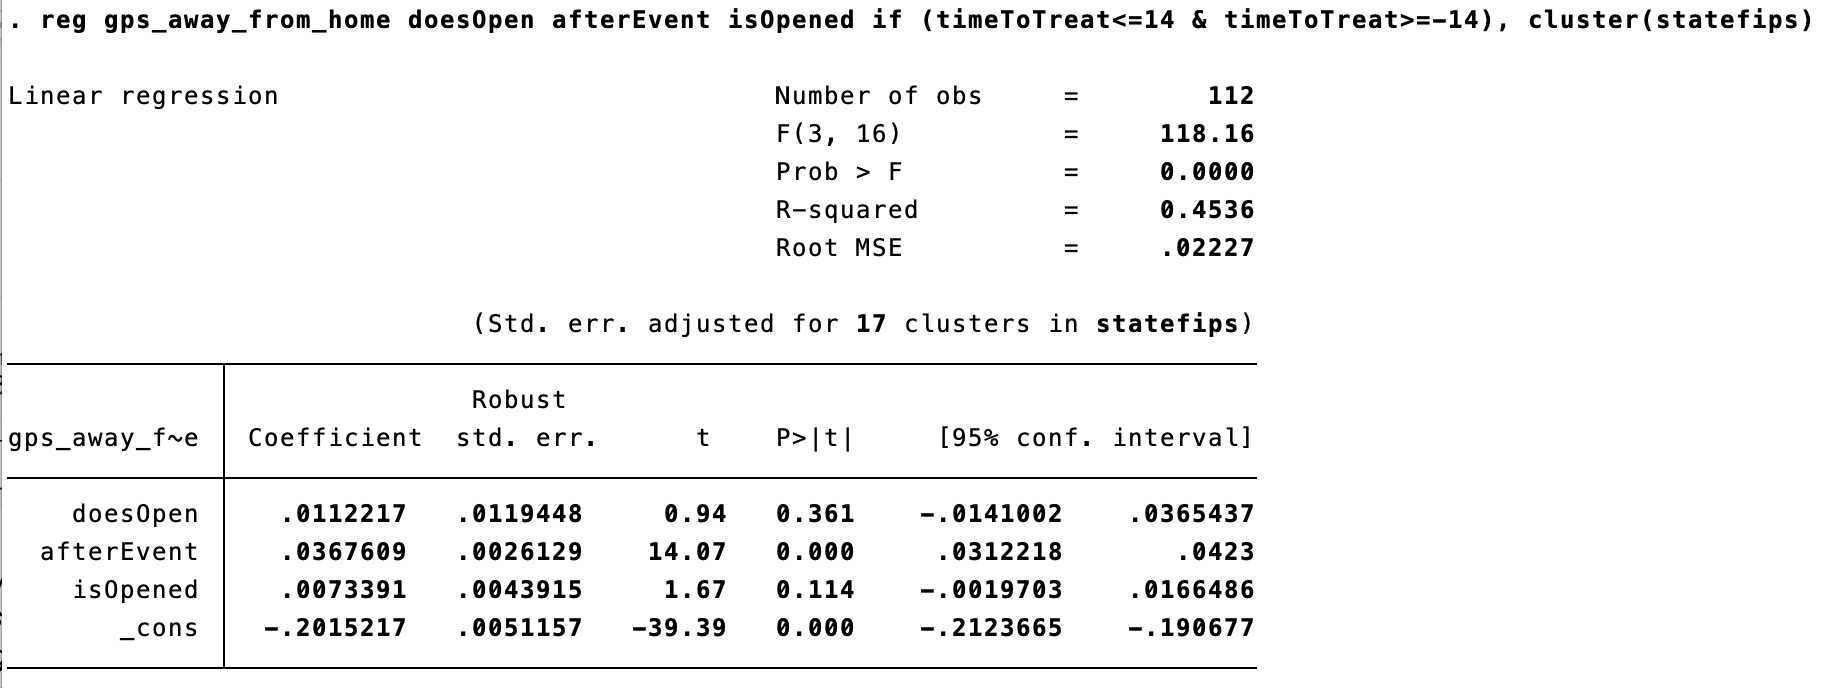 . reg gps_away_from_home doesOpen afterEvent isOpened if (timeToTreat<=14 & timeToTreat>=-14), cluster(statefips)
Linear regression Number of obs = 112
F(3, 16) = 118.16
Prob > F = 0.0000
R-squared = 0.4536
Root MSE = .02227
(Std. err. adjusted for 17 clusters in statefips)
Robust
gps_away_f~e Coefficient std. err. t P>|t| [95% conf. interval]
doesOpen .0112217 .0119448 0.94 0.361 -.0141002 .0365437
afterEvent .0367609 .0026129 14.07 0.000 .0312218 .0423
isOpened .0073391 .0043915 1.67 0.114 -.0019703 .0166486
_cons -.2015217 .0051157 -39.39 0.000 -.2123665 -.190677